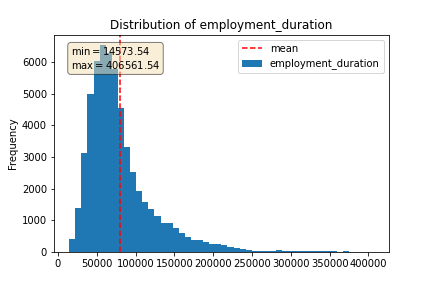 Distribution of employment_duration
min = 14573.54
max = 406561.54
mean
employment_duration
Frequency
6000
5000
4000
3000
2000
1000
0
0 50000 100000 150000 200000 250000 300000 350000 400000